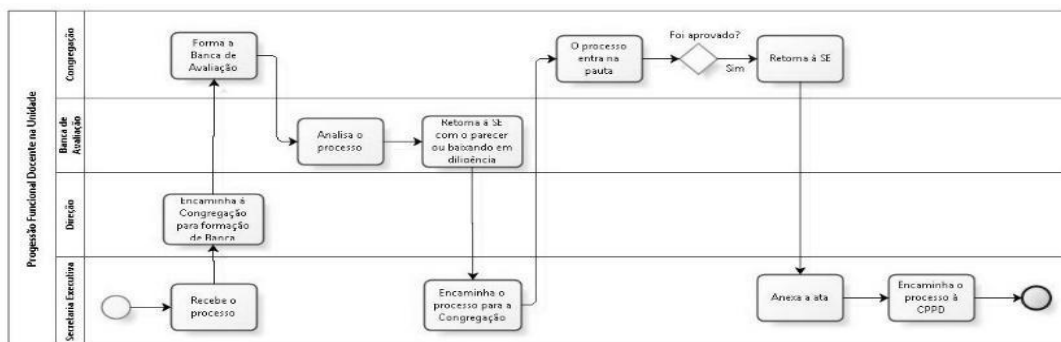 Progessão Funcional Docente na Unidade
Congregação
Forma a
Banca de
Avaliação
O processo
entra na
pauta
Foi aprovado?
Sim
Retorna à SE
Banca de
Avaliação
Analisa o
processo
Retorna à SE
com o parecer
ou baixando em
diligência
Direção
Encaminha à
Congregação
para formação
de Banca
Secretaria Executiva
Recebe o
processo
Encaminha o
processo para a
Congregação
Anexa a ata
Encaminha o
processo à
CPPD